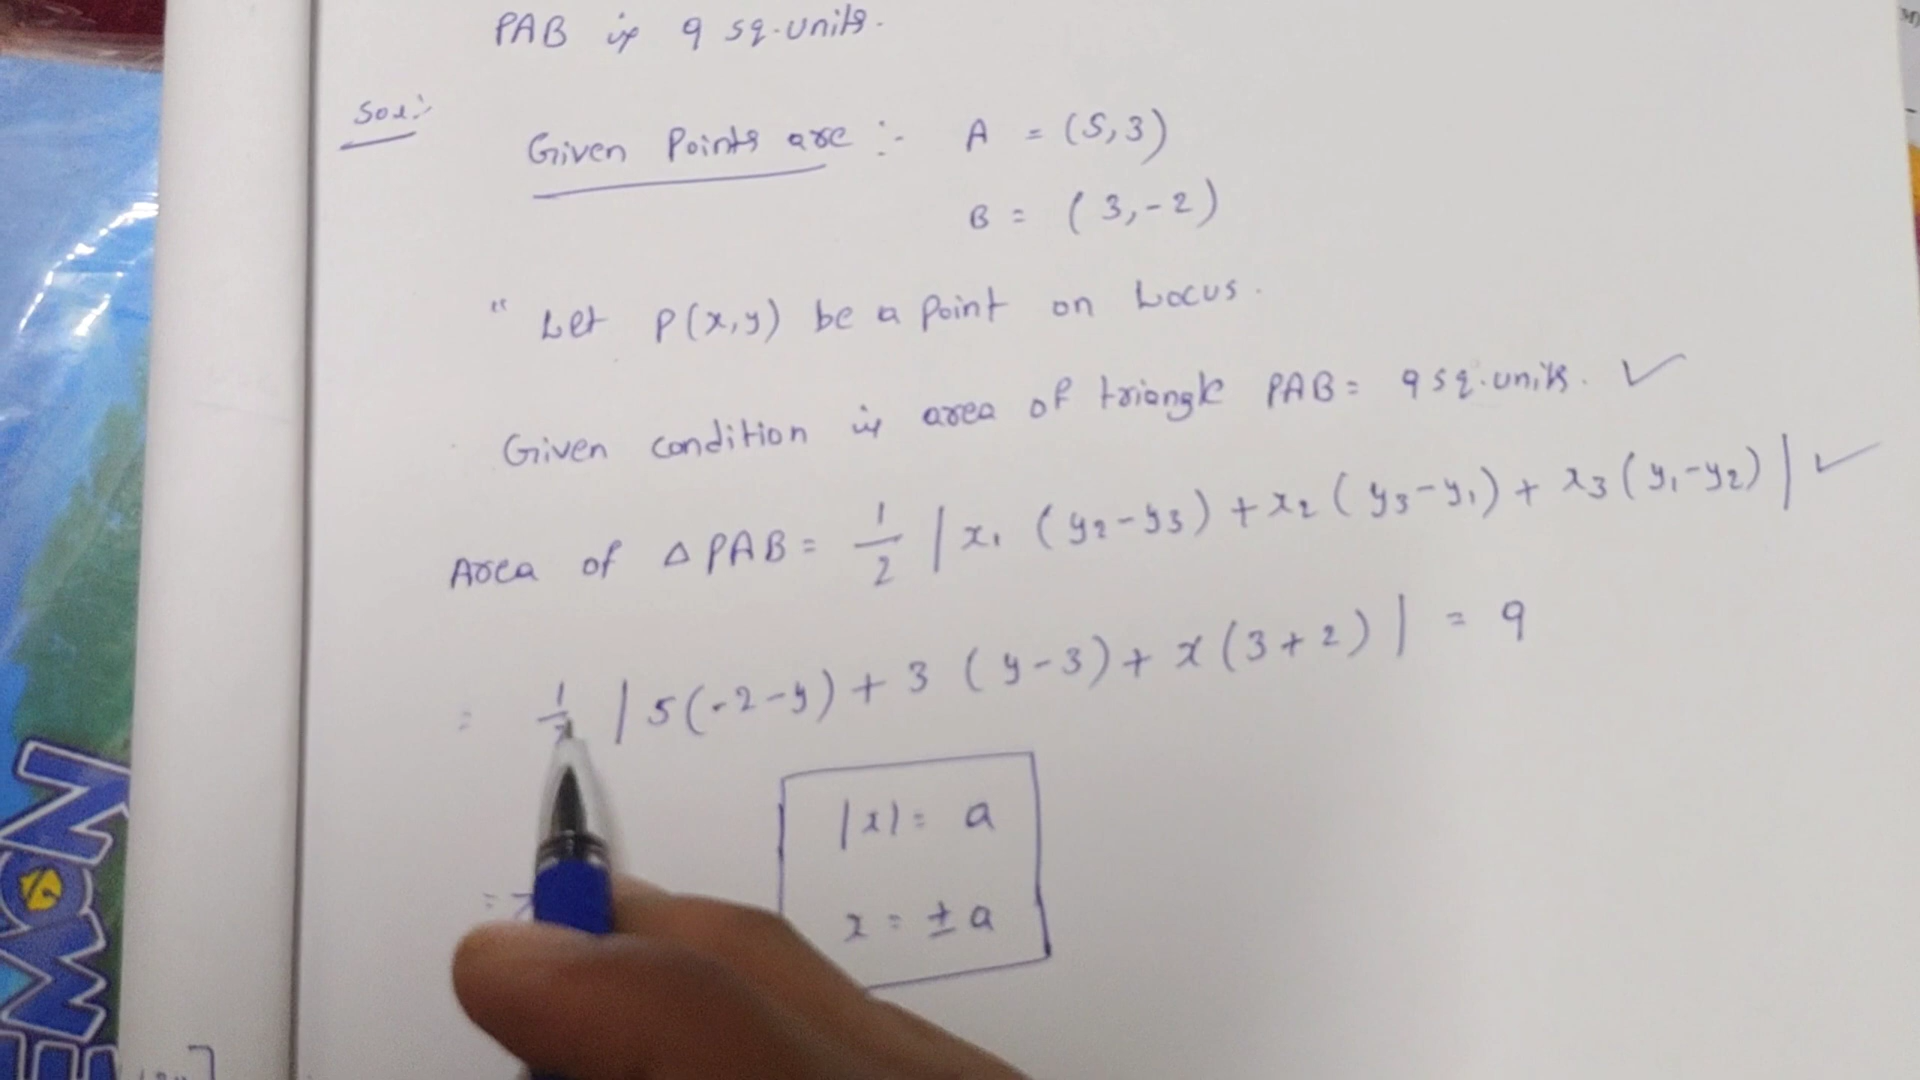 PAB is 9 sq.units.
Sol:-
Given Points are :- A = (5,3)
B = (3,-2)
" Let P(x,y) be a point on Locus.
Given condition is area of triangle PAB = 9 sq.units. ✓
Area of △PAB = 1/2 | x₁ (y₂-y₃) + x₂ (y₃-y₁) + x₃ (y₁-y₂) | ✓
= 1/2 | 5(-2-y) + 3 (y-3) + x (3+2) | = 9
|x| = a
x = ±a